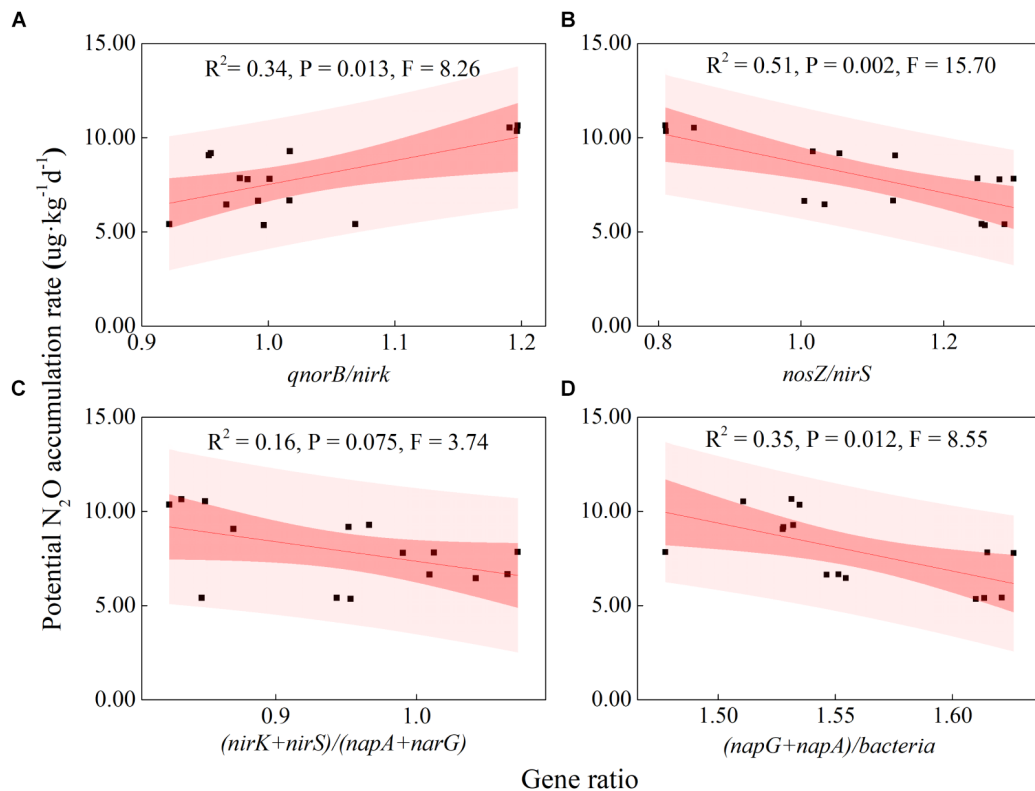 A
B
15.00
10.00
5.00
0.00
R² = 0.34, P = 0.013, F = 8.26
0.9
1.0
1.1
1.2
qnorB/nirk
15.00
10.00
5.00
0.00
R² = 0.51, P = 0.002, F = 15.70
0.8
1.0
1.2
nosZ/nirS
Potential N₂O accumulation rate (ug·kg⁻¹d⁻¹)
C
D
15.00
10.00
5.00
0.00
R² = 0.16, P = 0.075, F = 3.74
0.9
1.0
(nirK+nirS)/(napA+narG)
15.00
10.00
5.00
0.00
R² = 0.35, P = 0.012, F = 8.55
1.50
1.55
1.60
(napG+napA)/bacteria
Gene ratio